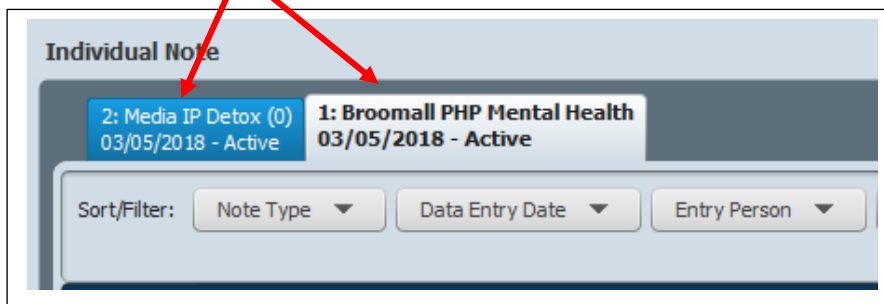 Individual Note
2: Media IP Detox (0)
03/05/2018 - Active
1: Broomall PHP Mental Health
03/05/2018 - Active
Sort/Filter:
Note Type
Data Entry Date
Entry Person